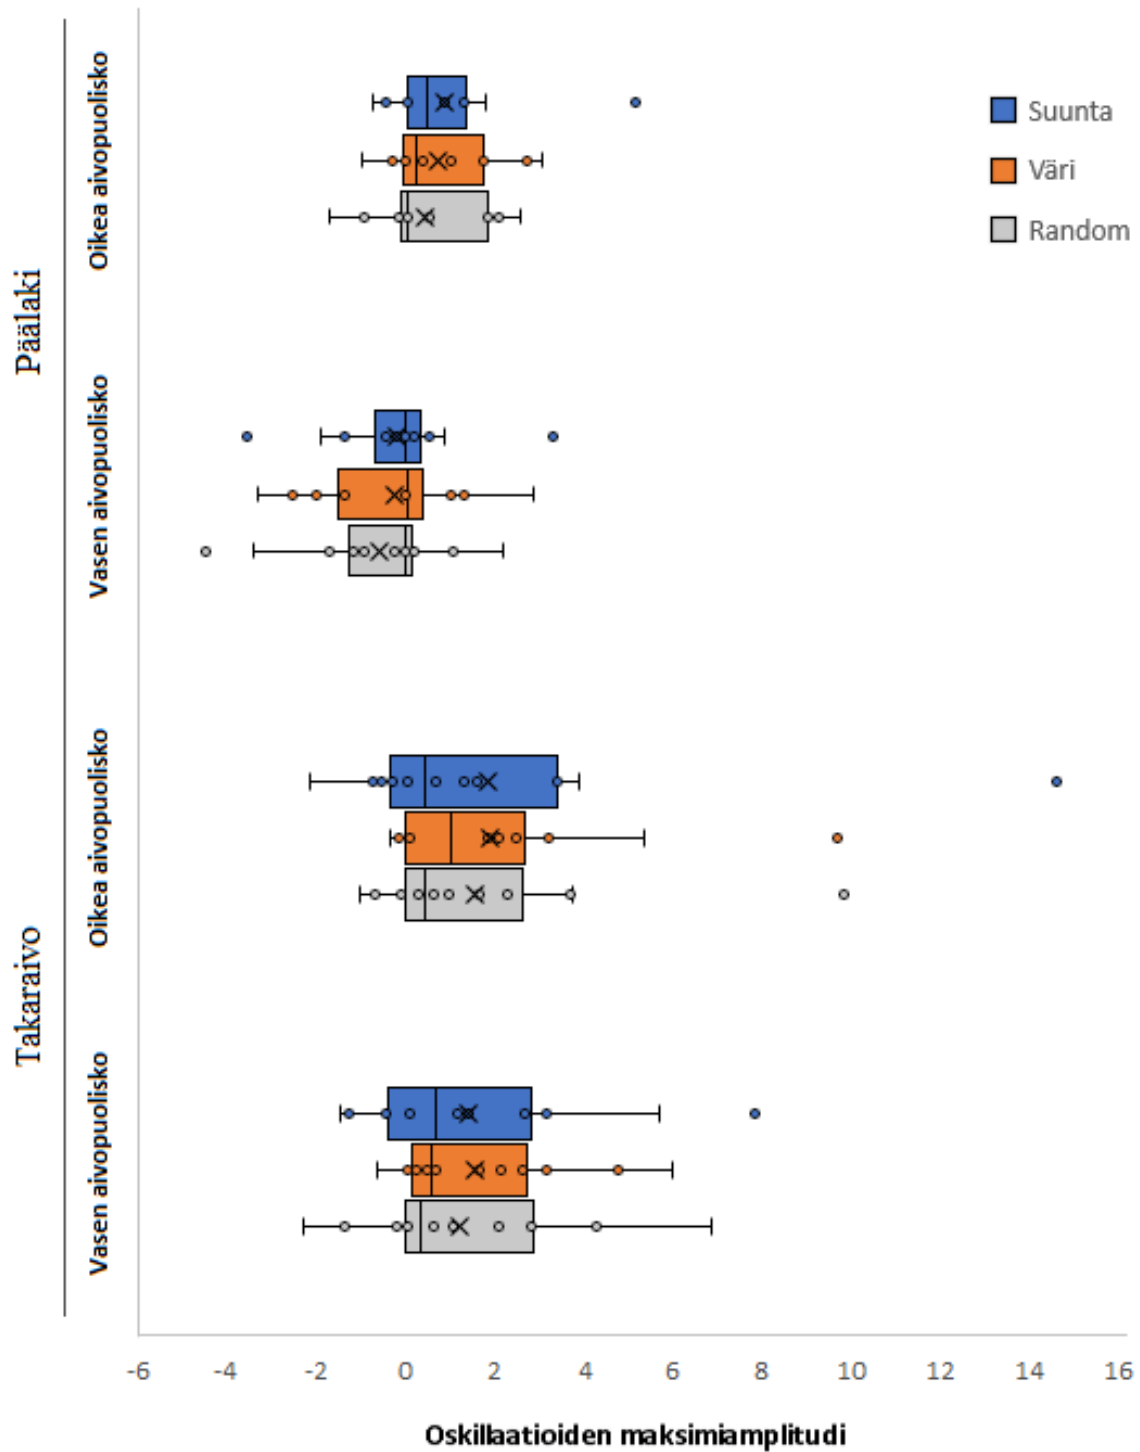 Päälaki
Oikea aivopuolisko
Vasen aivopuolisko
Takaraivo
Oikea aivopuolisko
Vasen aivopuolisko
Suunta
Väri
Random
-6 -4 -2 0 2 4 6 8 10 12 14 16
Oskillaatioiden maksimiamplitudi